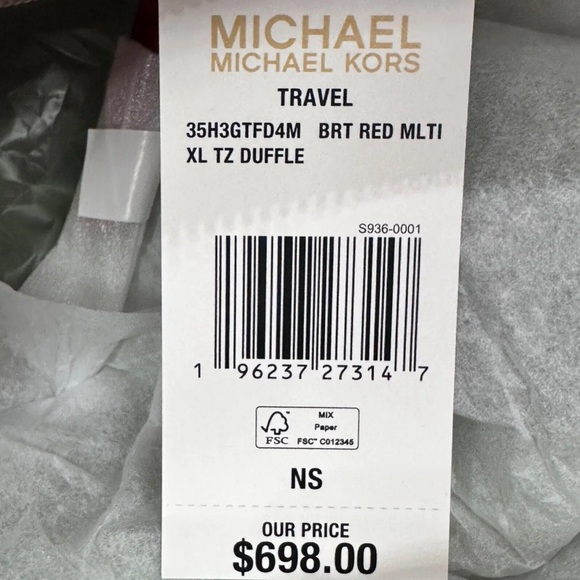 MICHAEL
MICHAEL KORS
TRAVEL
35H3GTFD4M BRT RED MLTI
XL TZ DUFFLE
S936-0001
1 96237 27314 7
FSC
MIX
Paper
FSC™ C012345
NS
OUR PRICE
$698.00